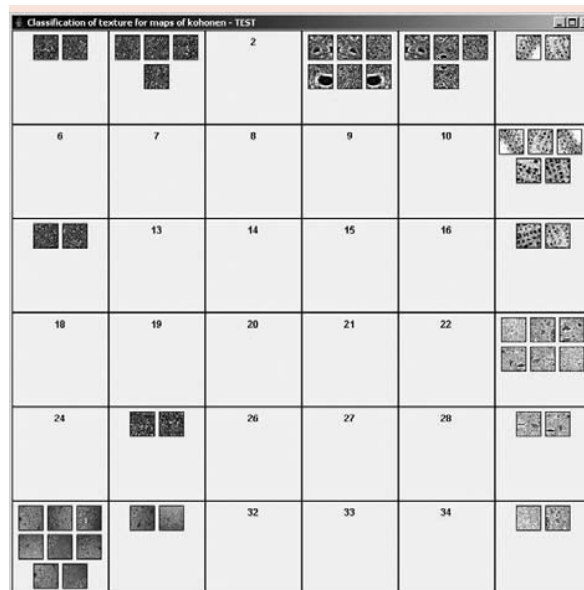 Classification of texture for maps of kohonen - TEST
2
6 7 8 9 10
13 14 15 16
18 19 20 21 22
24 26 27 28
32 33 34